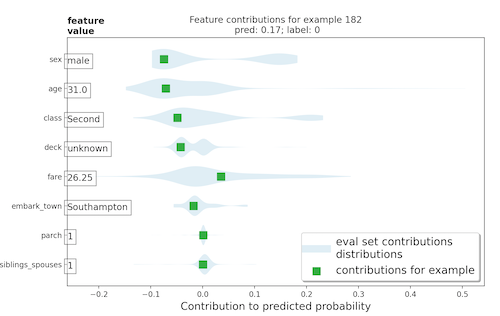 feature
value
Feature contributions for example 182
pred: 0.17; label: 0
sex
male
age
31.0
class
Second
deck
unknown
fare
26.25
embark_town
Southampton
parch
1
siblings_spouses
1
eval set contributions
distributions
contributions for example
−0.2
−0.1
0.0
0.1
0.2
0.3
0.4
0.5
Contribution to predicted probability